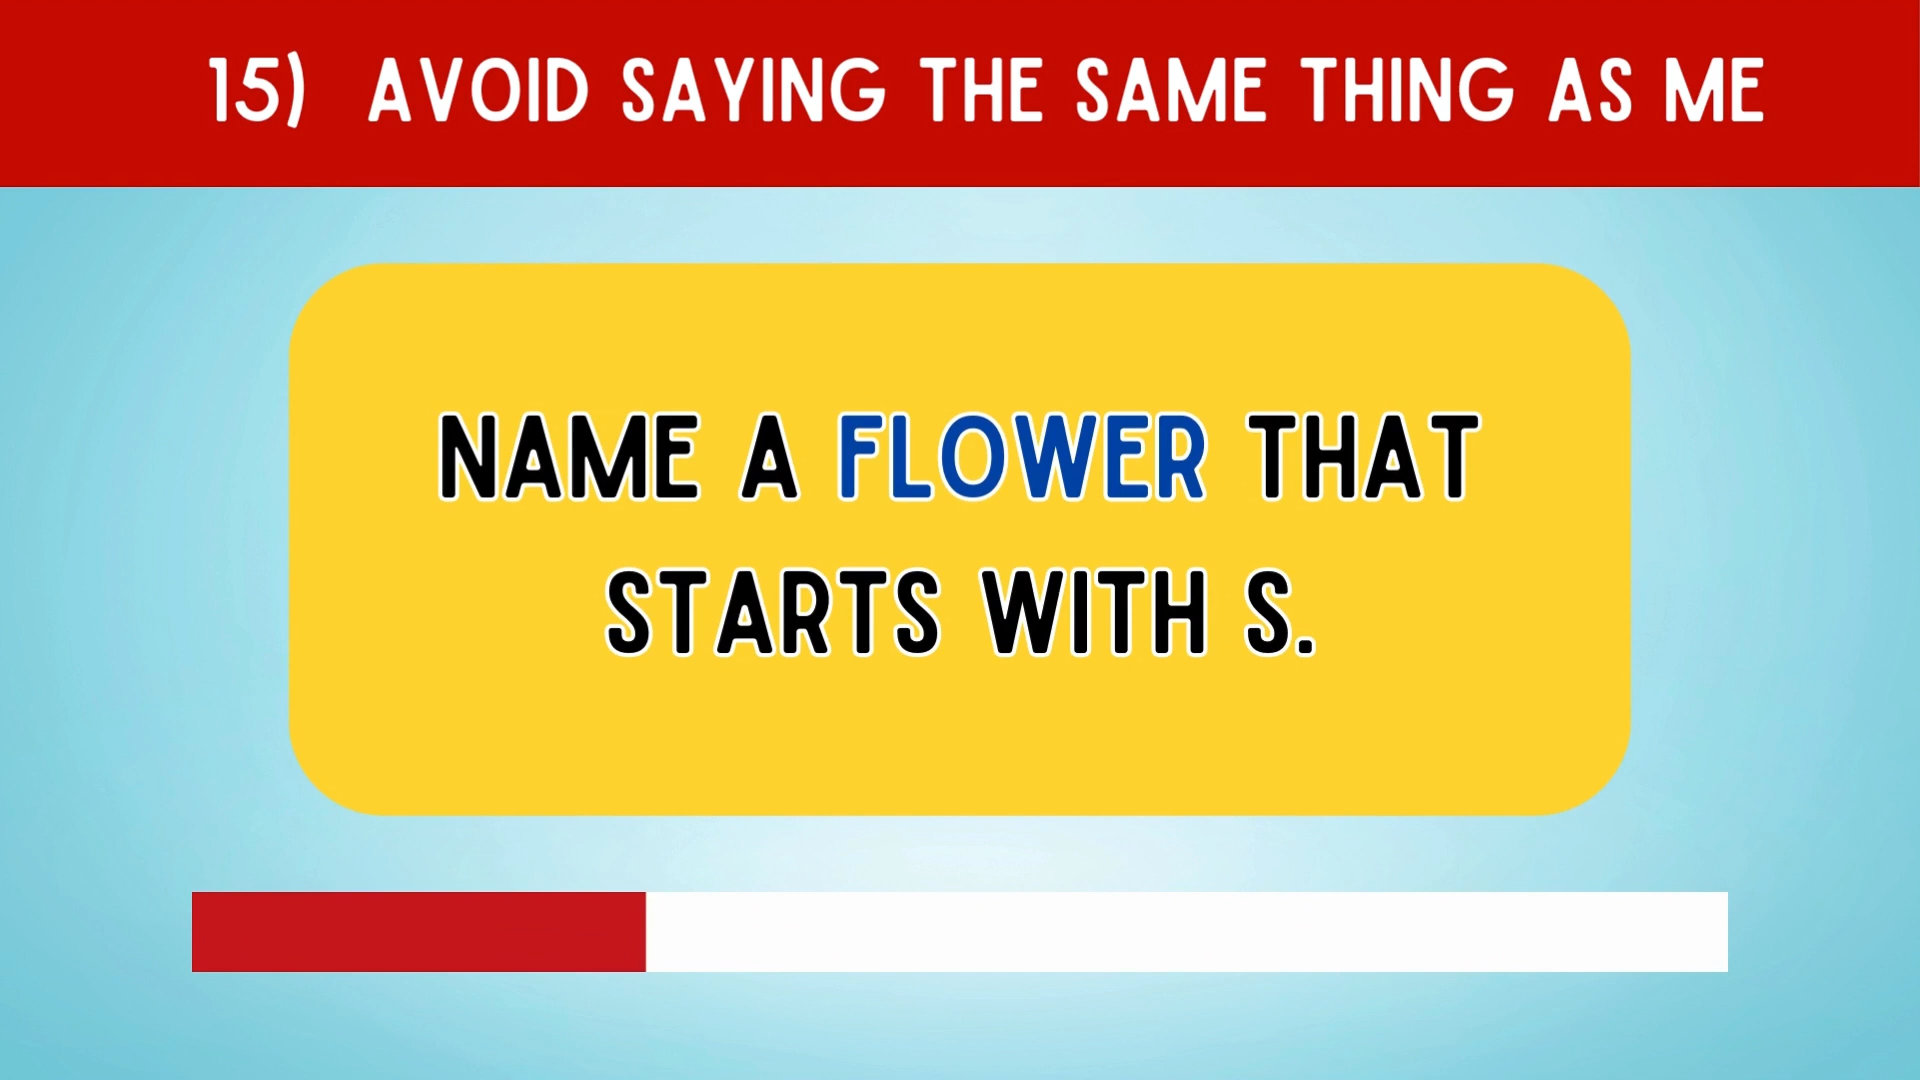 15) AVOID SAYING THE SAME THING AS ME
NAME A FLOWER THAT
STARTS WITH S.